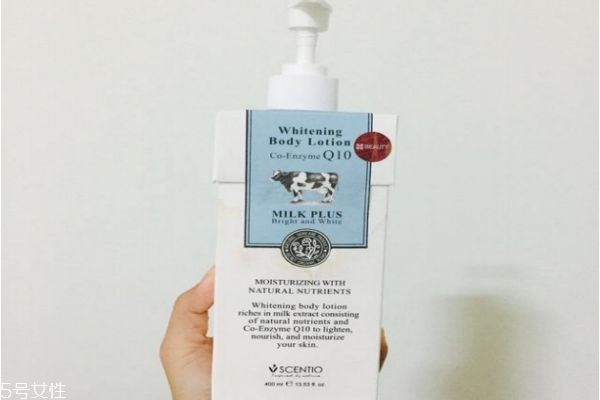 Whitening
Body Lotion
Co-Enzyme Q10
BEAUTY
MILK PLUS
Bright and White
MOISTURIZING WITH
NATURAL NUTRIENTS
Whitening body lotion
riches in milk extract consisting
of natural nutrients and
Co-Enzyme Q10 to lighten,
nourish, and moisturize
your skin.
SCENTIO
400 ml ℮ 13.53 fl. oz.
5号女性